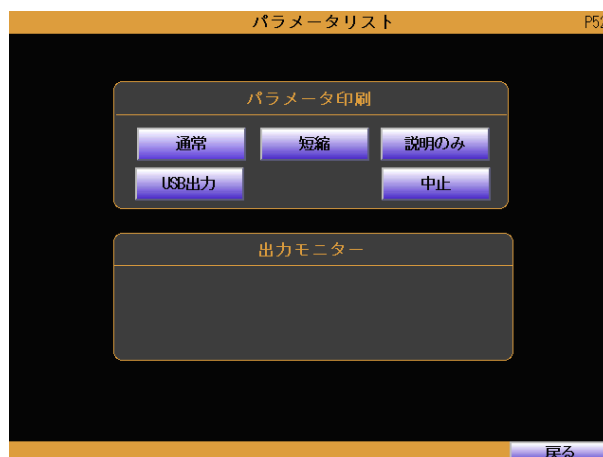 パラメータリスト P52
パラメータ印刷
通常 短縮 説明のみ
USB出力 中止
出力モニター
戻る